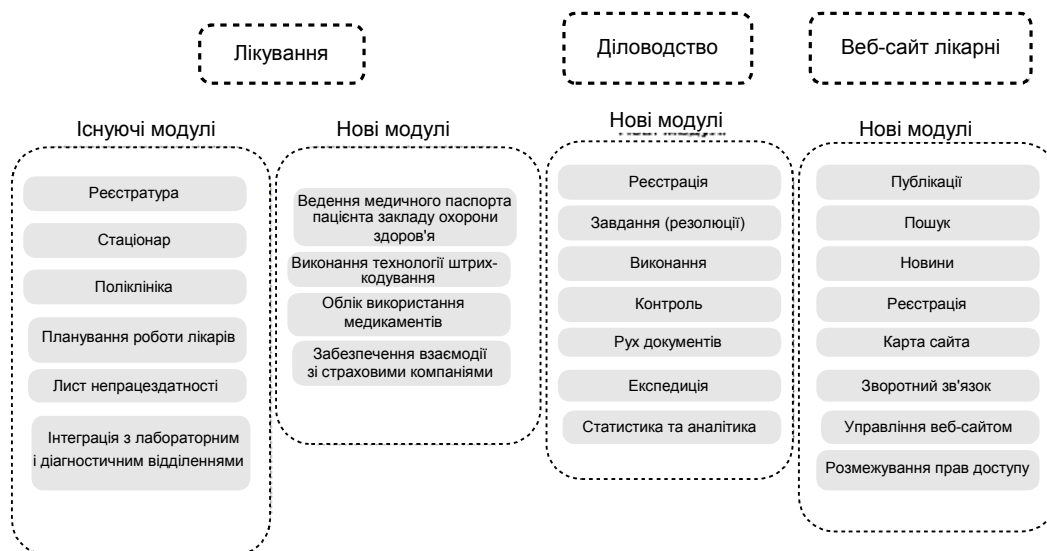 Лікування
Діловодство
Веб-сайт лікарні
Існуючі модулі
Реєстратура
Стаціонар
Поліклініка
Планування роботи лікарів
Лист непрацездатності
Інтеграція з лабораторним
і діагностичним відділеннями
Нові модулі
Ведення медичного паспорта
пацієнта закладу охорони
здоров'я
Виконання технології штрих-
кодування
Облік використання
медикаментів
Забезпечення взаємодії
зі страховими компаніями
Нові модулі
Реєстрація
Завдання (резолюції)
Виконання
Контроль
Рух документів
Експедиція
Статистика та аналітика
Нові модулі
Публікації
Пошук
Новини
Реєстрація
Карта сайта
Зворотний зв'язок
Управління веб-сайтом
Розмежування прав доступу